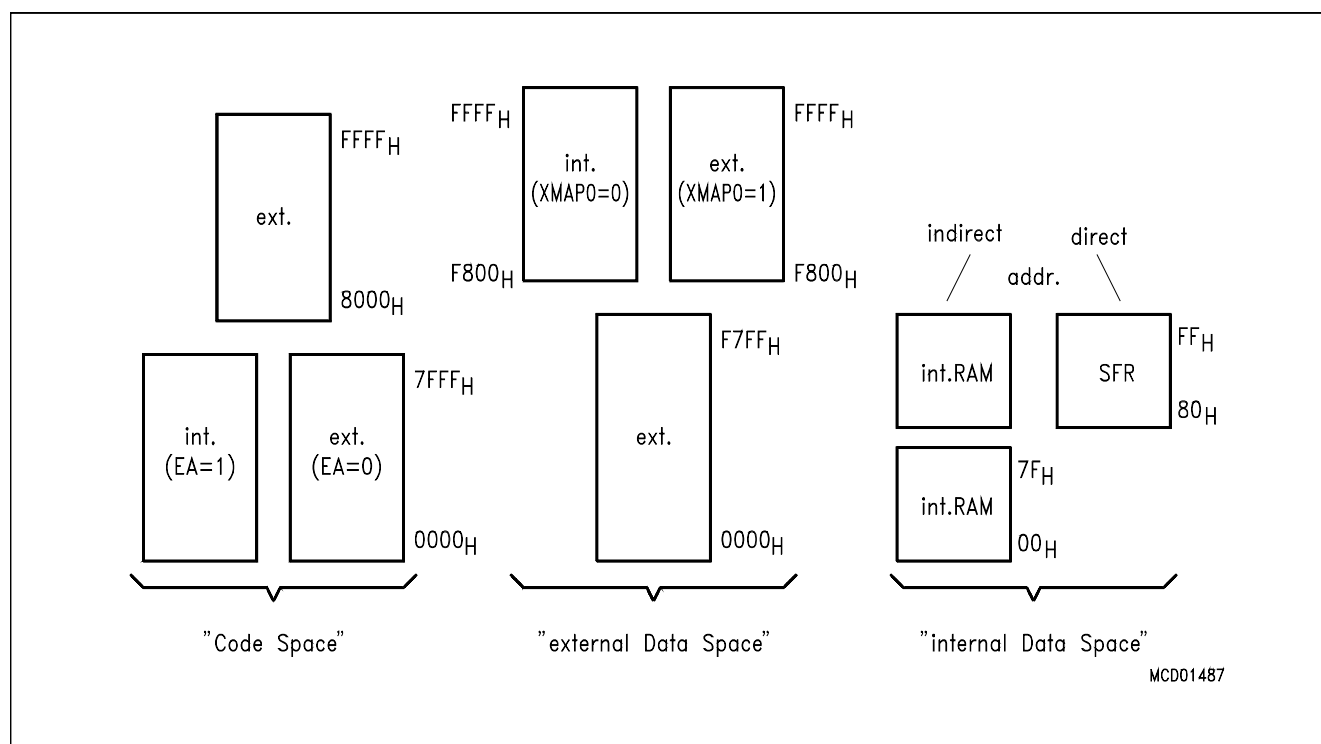 FFFFH
ext.
8000H
int.
(EA=1)
ext.
(EA=0)
7FFFH
0000H
"Code Space"
FFFFH
int.
(XMAP0=0)
F800H
ext.
(XMAP0=1)
FFFFH
F800H
F7FFH
ext.
0000H
"external Data Space"
indirect
direct
addr.
int.RAM
SFR
FFH
80H
int.RAM
7FH
00H
"internal Data Space"
MCD01487